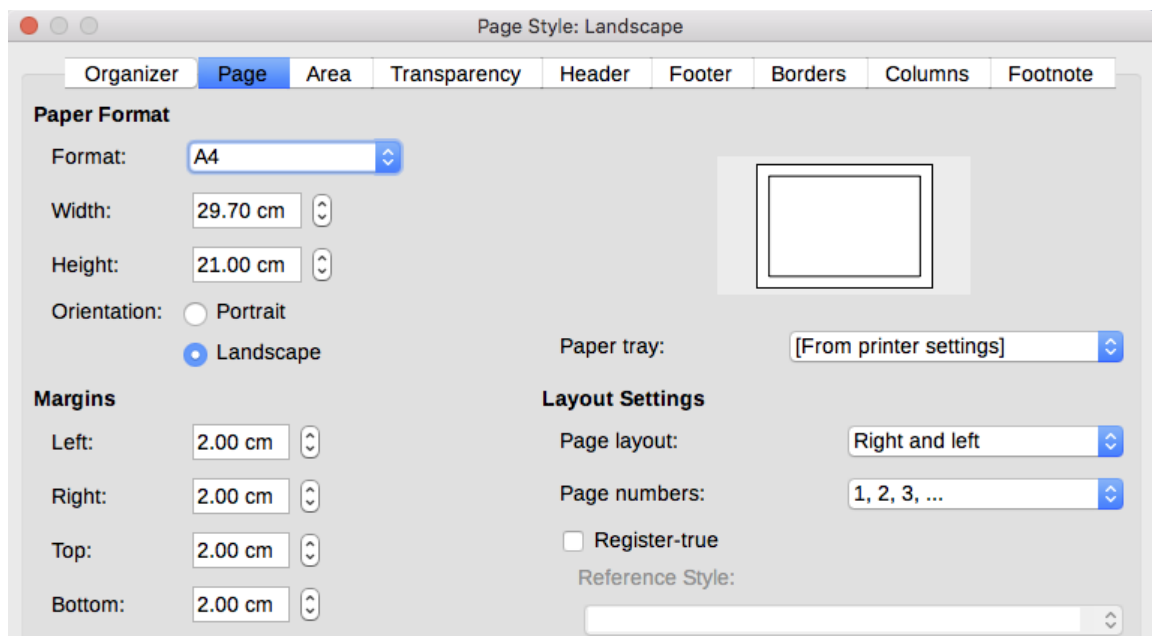 Page Style: Landscape
Organizer Page Area Transparency Header Footer Borders Columns Footnote
Paper Format
Format: A4
Width: 29.70 cm
Height: 21.00 cm
Orientation: Portrait
Landscape
Paper tray: [From printer settings]
Margins
Layout Settings
Left: 2.00 cm
Page layout: Right and left
Right: 2.00 cm
Page numbers: 1, 2, 3, ...
Register-true
Top: 2.00 cm
Reference Style:
Bottom: 2.00 cm